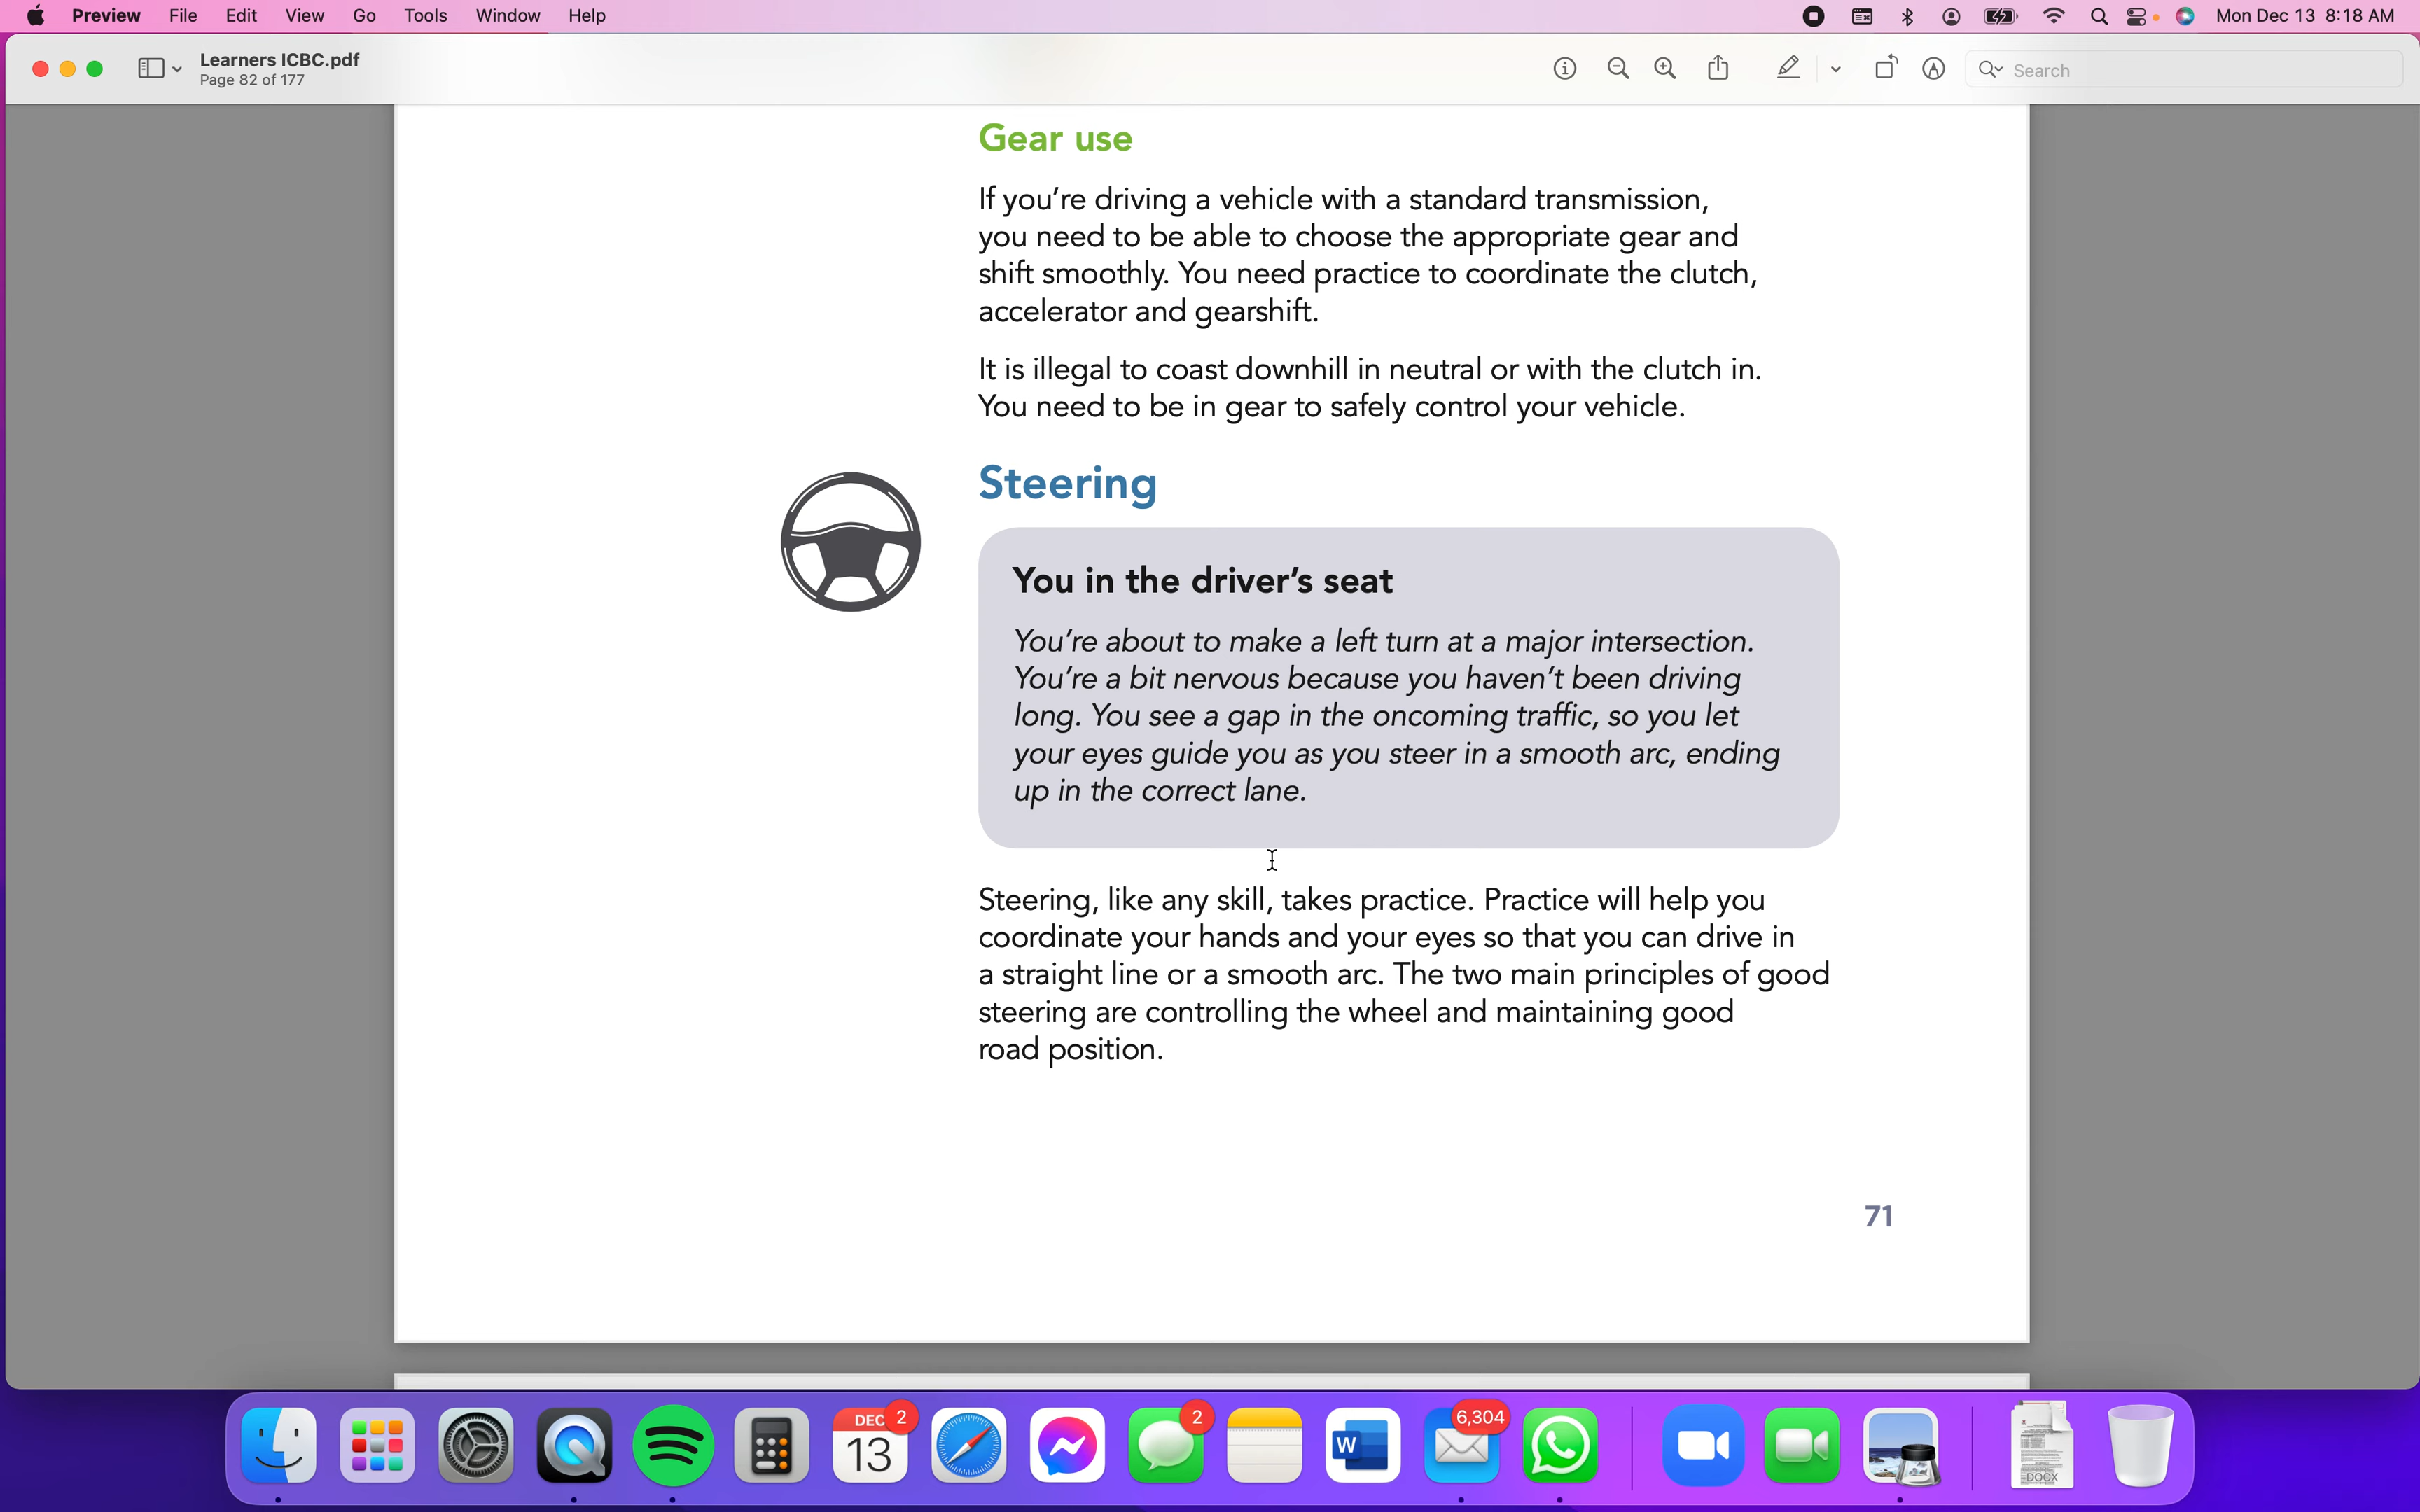 Preview File Edit View Go Tools Window Help
Mon Dec 13 8:18 AM
Learners ICBC.pdf
Page 82 of 177
Search
Gear use
If you’re driving a vehicle with a standard transmission,
you need to be able to choose the appropriate gear and
shift smoothly. You need practice to coordinate the clutch,
accelerator and gearshift.
It is illegal to coast downhill in neutral or with the clutch in.
You need to be in gear to safely control your vehicle.
Steering
You in the driver’s seat
You’re about to make a left turn at a major intersection.
You’re a bit nervous because you haven’t been driving
long. You see a gap in the oncoming traffic, so you let
your eyes guide you as you steer in a smooth arc, ending
up in the correct lane.
Steering, like any skill, takes practice. Practice will help you
coordinate your hands and your eyes so that you can drive in
a straight line or a smooth arc. The two main principles of good
steering are controlling the wheel and maintaining good
road position.
71
DEC 2
13
2
W
6,304
DOCX